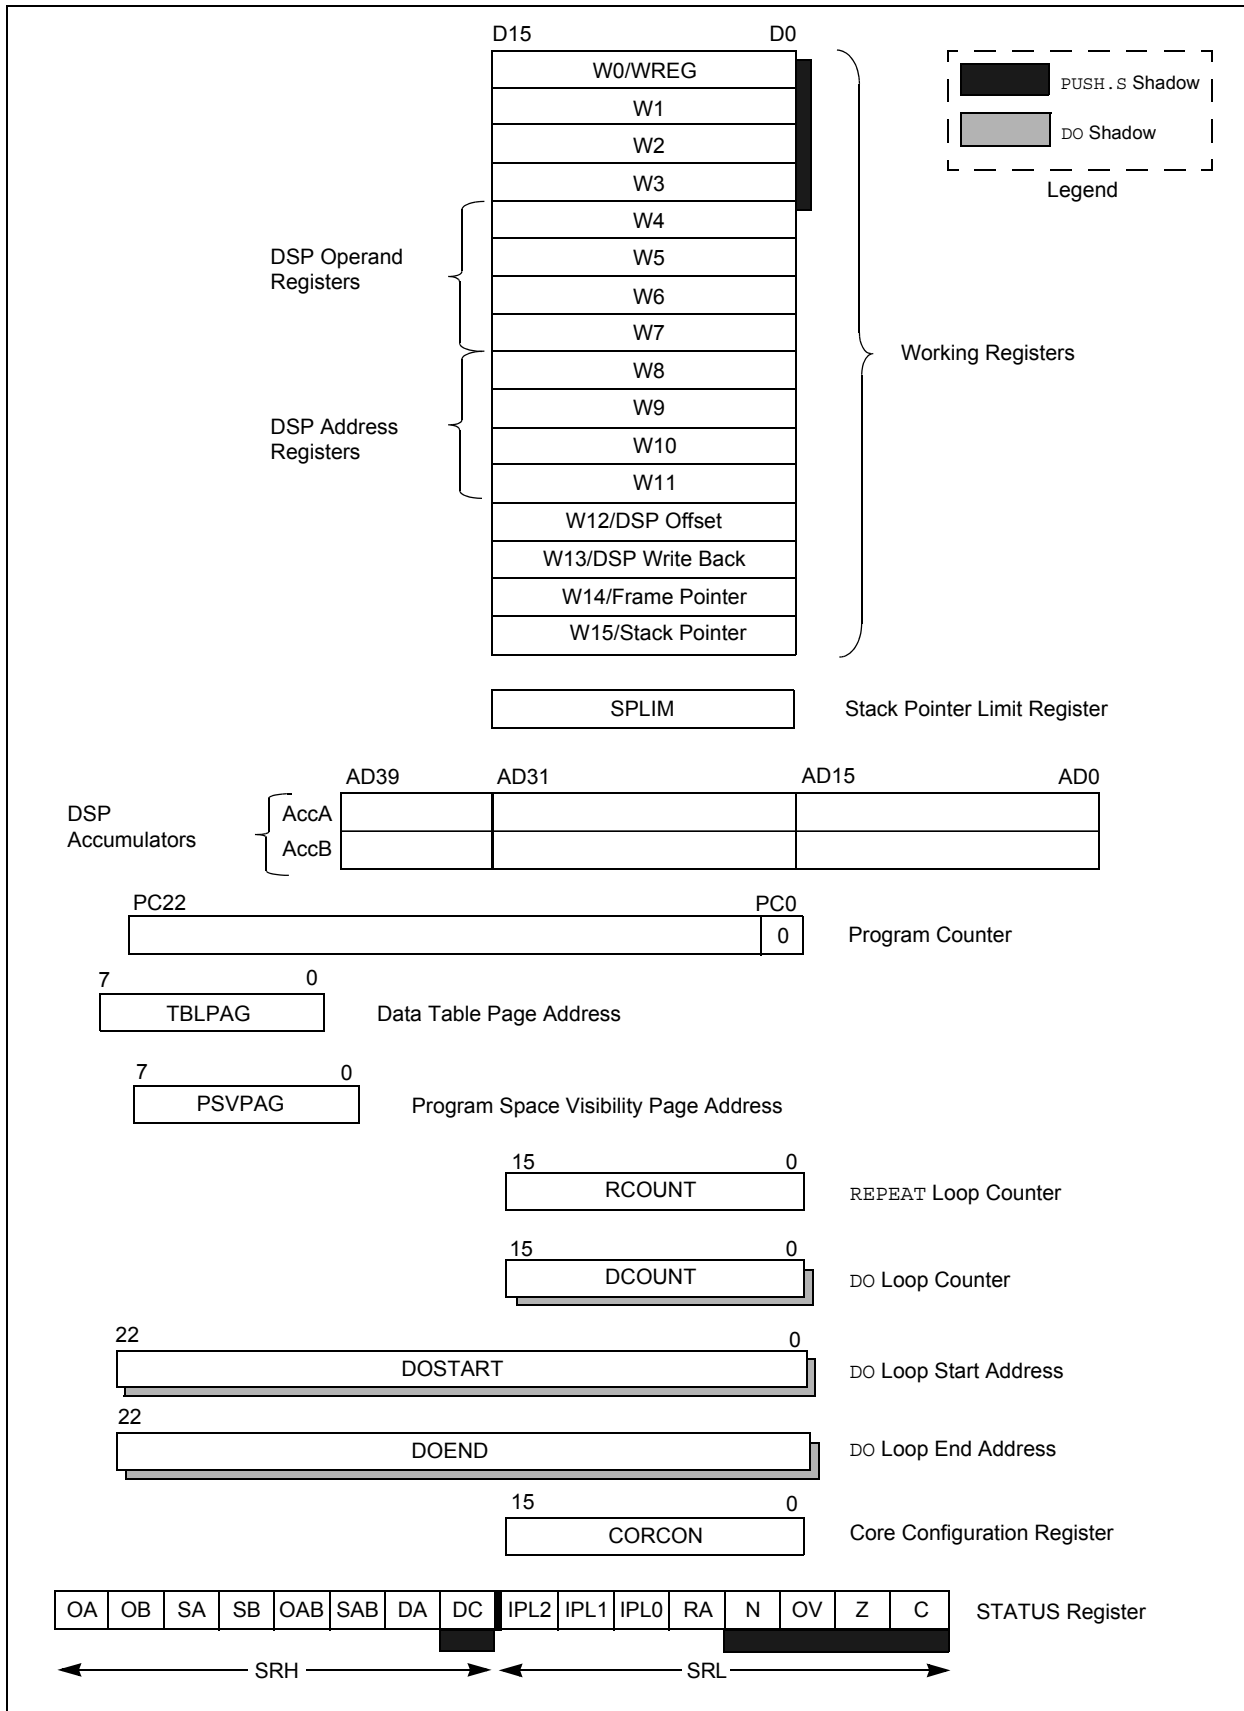 D15 D0
W0/WREG
PUSH.S Shadow
W1
DO Shadow
W2
W3
Legend
W4
DSP Operand
Registers
W5
W6
W7
Working Registers
W8
W9
DSP Address
Registers
W10
W11
W12/DSP Offset
W13/DSP Write Back
W14/Frame Pointer
W15/Stack Pointer
SPLIM Stack Pointer Limit Register
AD39 AD31 AD15 AD0
DSP
Accumulators
AccA
AccB
PC22 PC0
0 Program Counter
7 0
TBLPAG Data Table Page Address
7 0
PSVPAG Program Space Visibility Page Address
15 0
RCOUNT REPEAT Loop Counter
15 0
DCOUNT DO Loop Counter
22 0
DOSTART DO Loop Start Address
22
DOEND DO Loop End Address
15 0
CORCON Core Configuration Register
OA OB SA SB OAB SAB DA DC IPL2 IPL1 IPL0 RA N OV Z C STATUS Register
SRH SRL